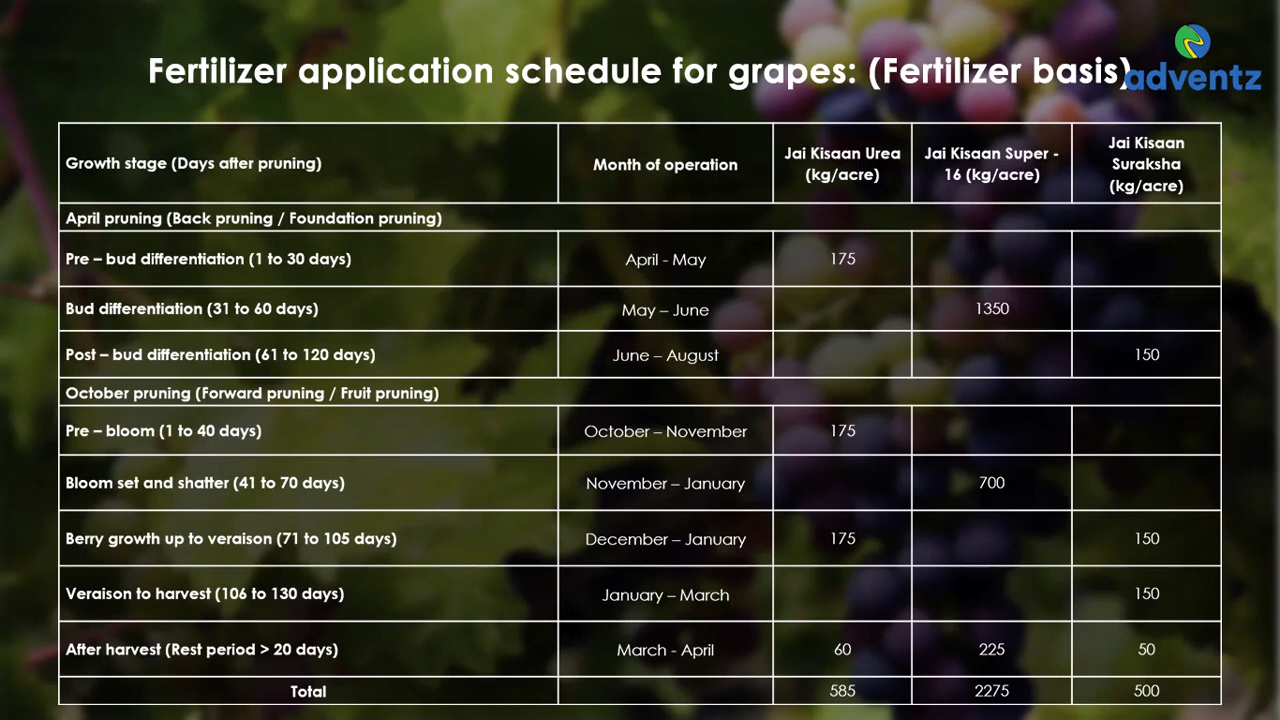 Fertilizer application schedule for grapes: (Fertilizer basis)
adventz
Growth stage (Days after pruning) Month of operation Jai Kisaan Urea (kg/acre) Jai Kisaan Super - 16 (kg/acre) Jai Kisaan Suraksha (kg/acre)
April pruning (Back pruning / Foundation pruning)
Pre – bud differentiation (1 to 30 days) April - May 175
Bud differentiation (31 to 60 days) May – June 1350
Post – bud differentiation (61 to 120 days) June – August 150
October pruning (Forward pruning / Fruit pruning)
Pre – bloom (1 to 40 days) October – November 175
Bloom set and shatter (41 to 70 days) November – January 700
Berry growth up to veraison (71 to 105 days) December – January 175 150
Veraison to harvest (106 to 130 days) January – March 150
After harvest (Rest period > 20 days) March - April 60 225 50
Total 585 2275 500